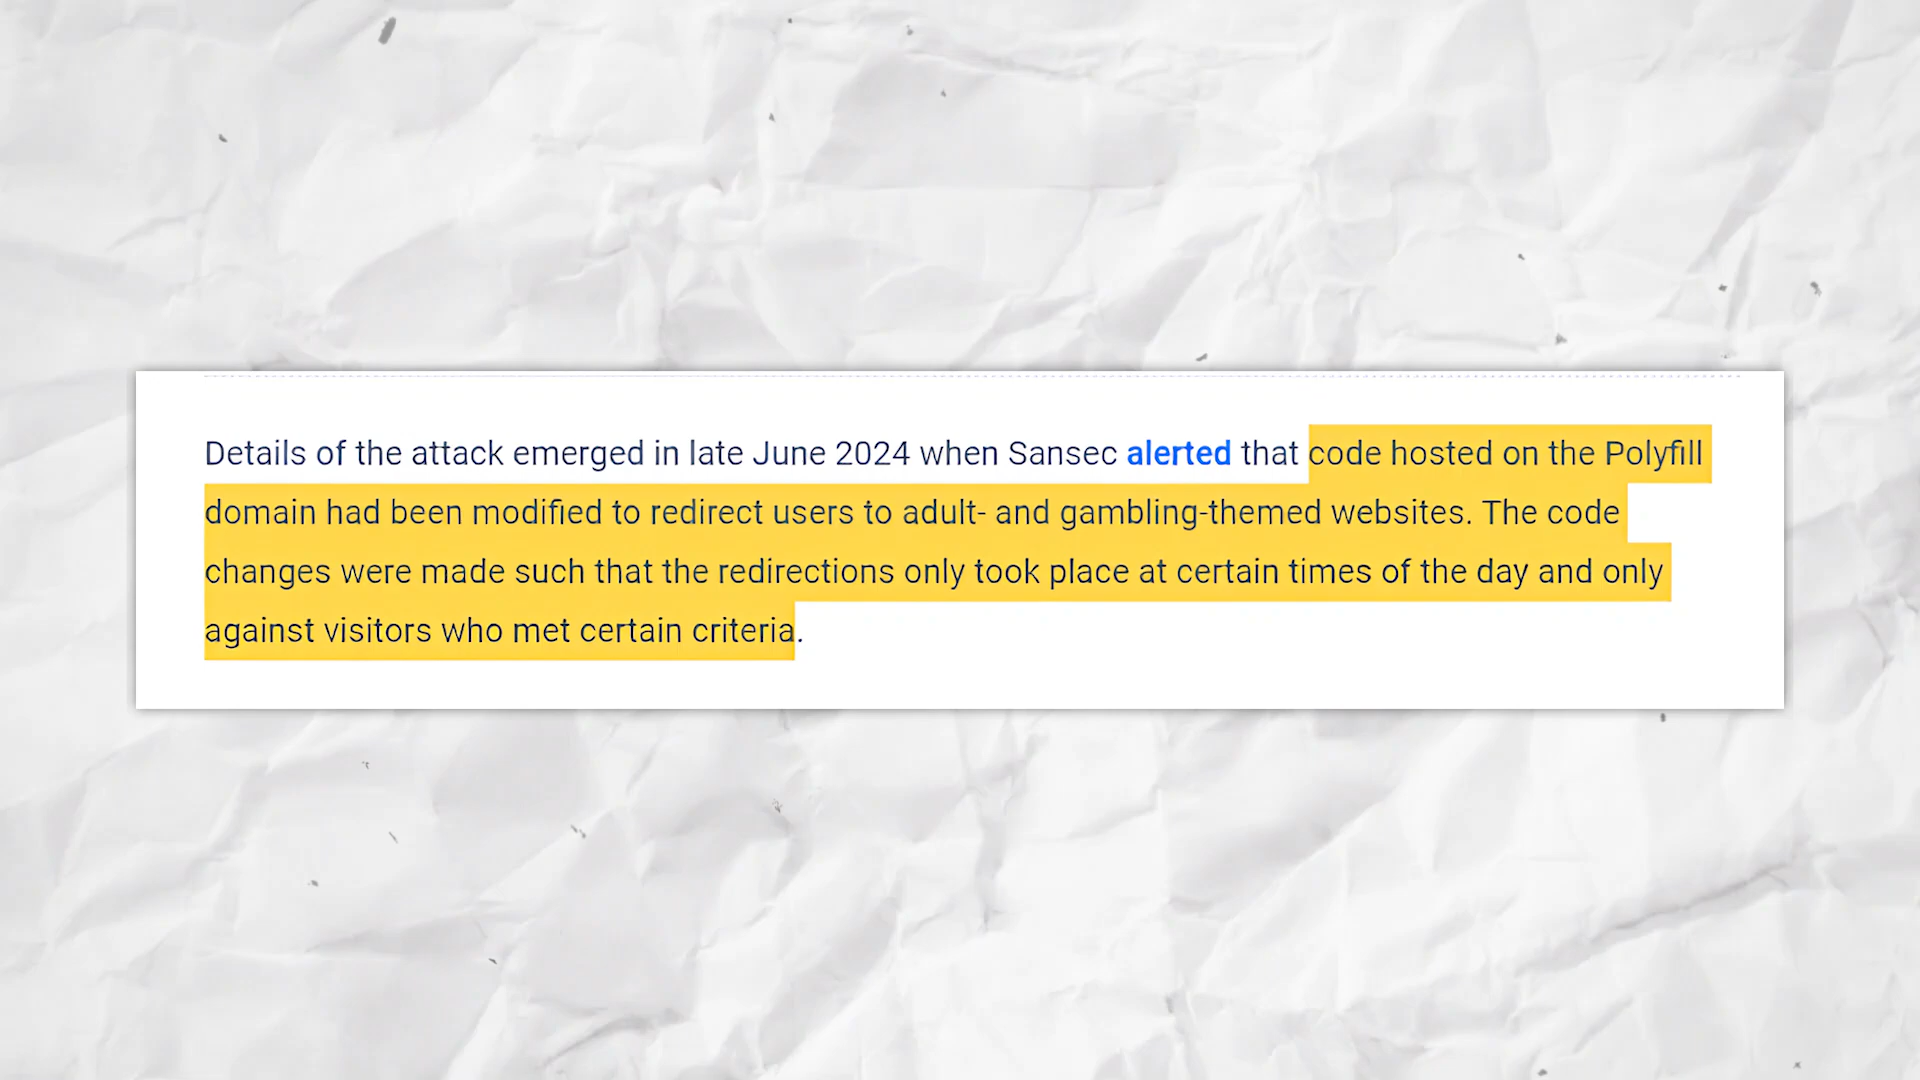 Details of the attack emerged in late June 2024 when Sansec alerted that code hosted on the Polyfill
domain had been modified to redirect users to adult- and gambling-themed websites. The code
changes were made such that the redirections only took place at certain times of the day and only
against visitors who met certain criteria.